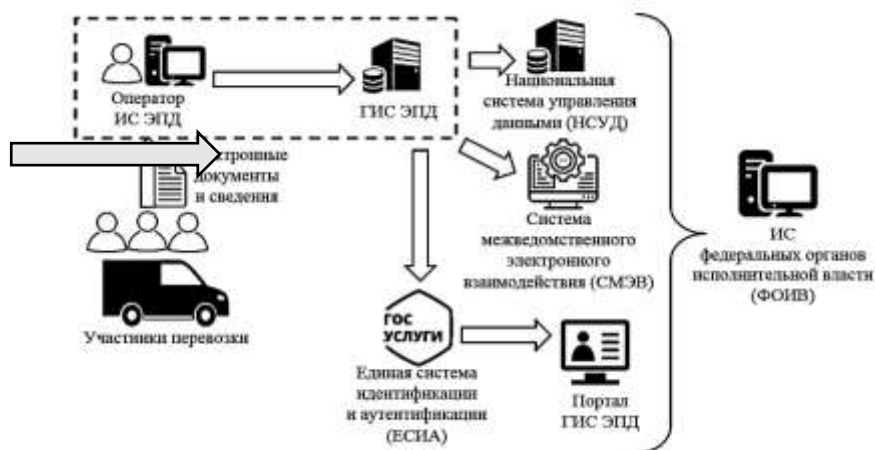 Оператор
ИС ЭПД
ГИС ЭПД
Национальная
система управления
данными (НСУД)
документы
и сведения
Участники перевозки
Система
межведомственного
электронного
взаимодействия (СМЭВ)
ИС
федеральных органов
исполнительной власти
(ФОИВ)
ГОС
УСЛУГИ
Единая система
идентификации
и аутентификации
(ЕСИА)
Портал
ГИС ЭПД